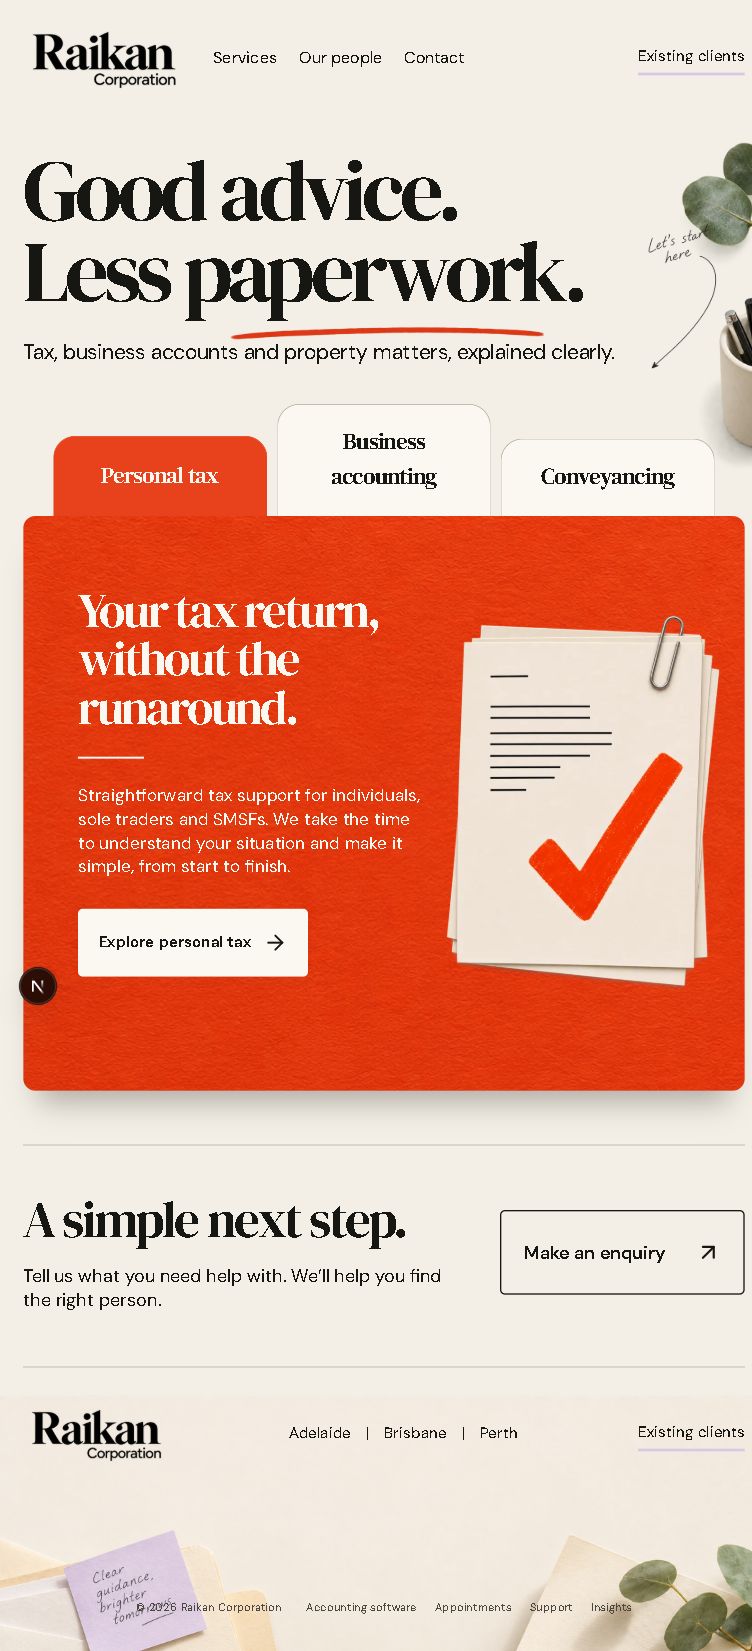 Raikan
Corporation
Services Our people Contact
Existing clients
Good advice.
Less paperwork.
Let's start
here
Tax, business accounts and property matters, explained clearly.
Personal tax
Business
accounting
Conveyancing
Your tax return,
without the
runaround.
Straightforward tax support for individuals,
sole traders and SMSFs. We take the time
to understand your situation and make it
simple, from start to finish.
Explore personal tax
N
A simple next step.
Tell us what you need help with. We'll help you find
the right person.
Make an enquiry
Raikan
Corporation
Adelaide | Brisbane | Perth
Existing clients
Clear
guidance,
brighter
tomorrows.
© 2026 Raikan Corporation Accounting software Appointments Support Insights